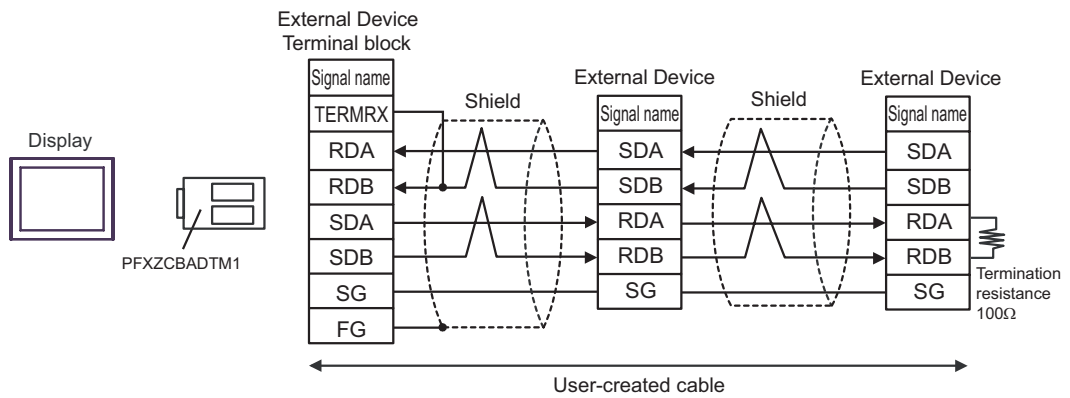 External Device
Terminal block
Signal name
TERMRX
RDA
RDB
SDA
SDB
SG
FG
Display
PFXZCBADTM1
Shield
External Device
Signal name
SDA
SDB
RDA
RDB
SG
Shield
External Device
Signal name
SDA
SDB
RDA
RDB
SG
Termination
resistance
100Ω
User-created cable